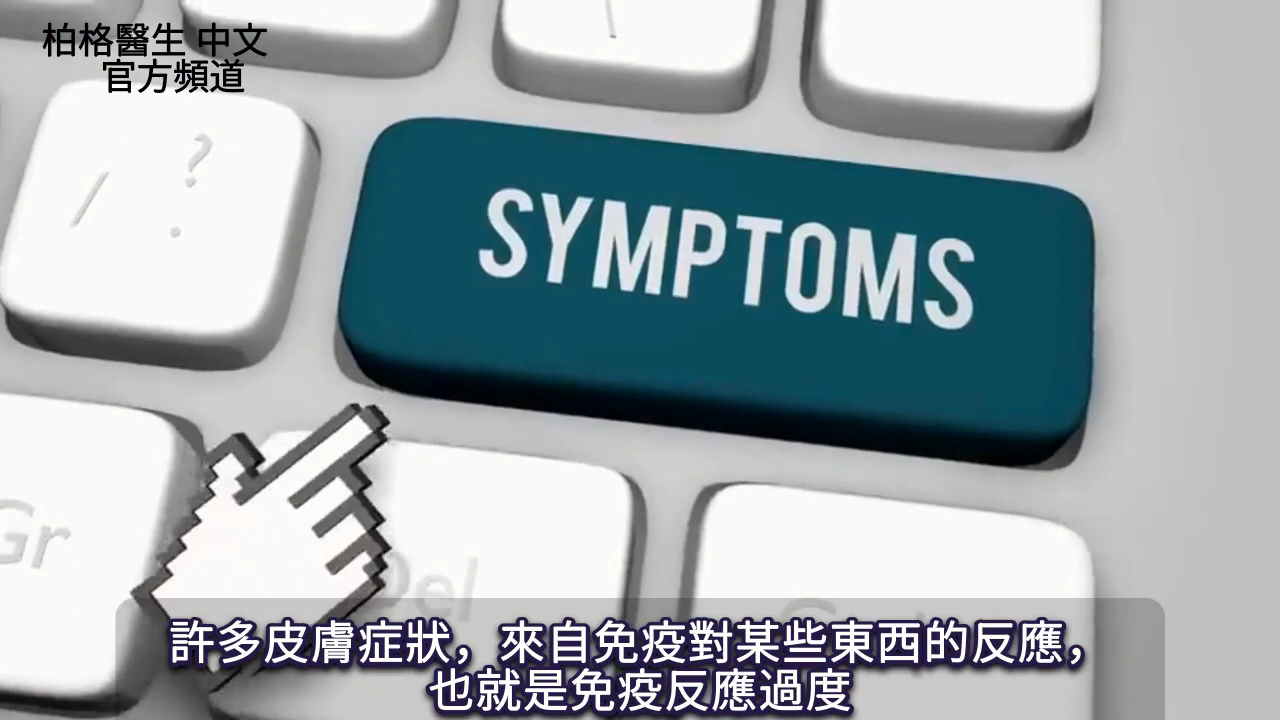 柏格醫生 中文
官方頻道
/ ?
SYMPTOMS
Gr
Del
許多皮膚症狀，來自免疫對某些東西的反應，
也就是免疫反應過度